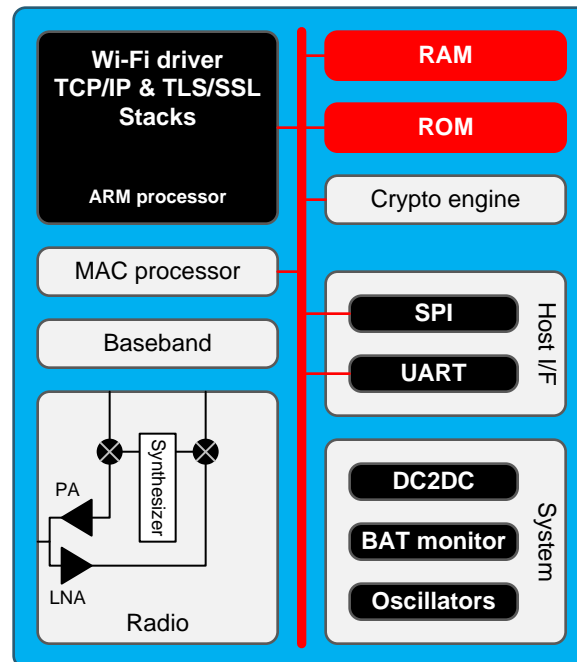 Wi-Fi driver
TCP/IP & TLS/SSL
Stacks
ARM processor
RAM
ROM
Crypto engine
MAC processor
Baseband
SPI
UART
Host I/F
Synthesizer
PA
LNA
Radio
DC2DC
BAT monitor
Oscillators
System